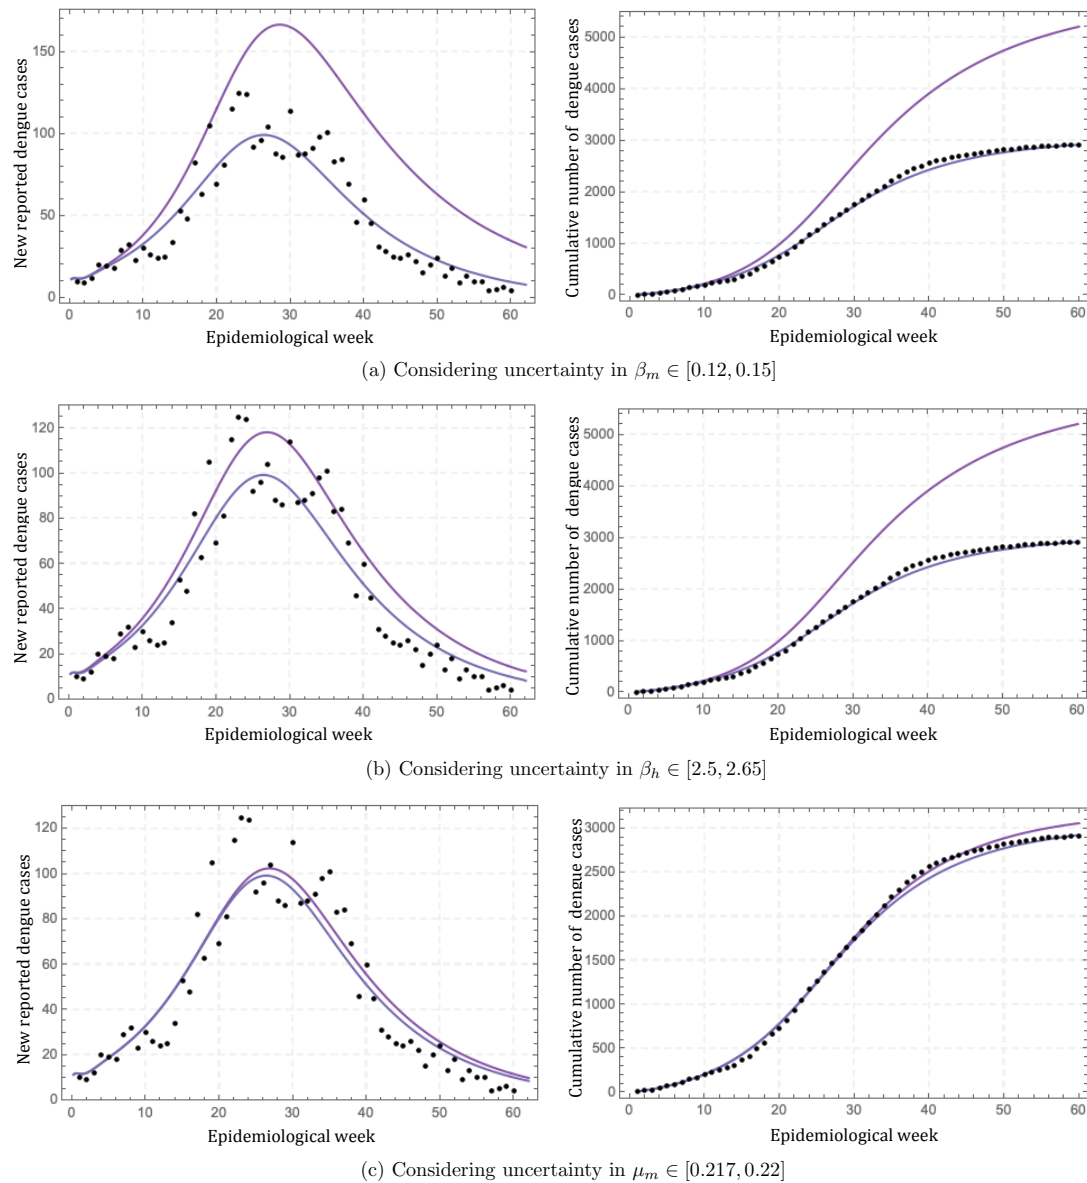 150
100
50
0
0 10 20 30 40 50 60
New reported dengue cases
Epidemiological week
5000
4000
3000
2000
1000
0
0 10 20 30 40 50 60
Cumulative number of dengue cases
Epidemiological week
(a) Considering uncertainty in βm ∈ [0.12, 0.15]
120
100
80
60
40
20
0
0 10 20 30 40 50 60
New reported dengue cases
Epidemiological week
5000
4000
3000
2000
1000
0
0 10 20 30 40 50 60
Cumulative number of dengue cases
Epidemiological week
(b) Considering uncertainty in βh ∈ [2.5, 2.65]
120
100
80
60
40
20
0
0 10 20 30 40 50 60
New reported dengue cases
Epidemiological week
3000
2500
2000
1500
1000
500
0
0 10 20 30 40 50 60
Cumulative number of dengue cases
Epidemiological week
(c) Considering uncertainty in μm ∈ [0.217, 0.22]